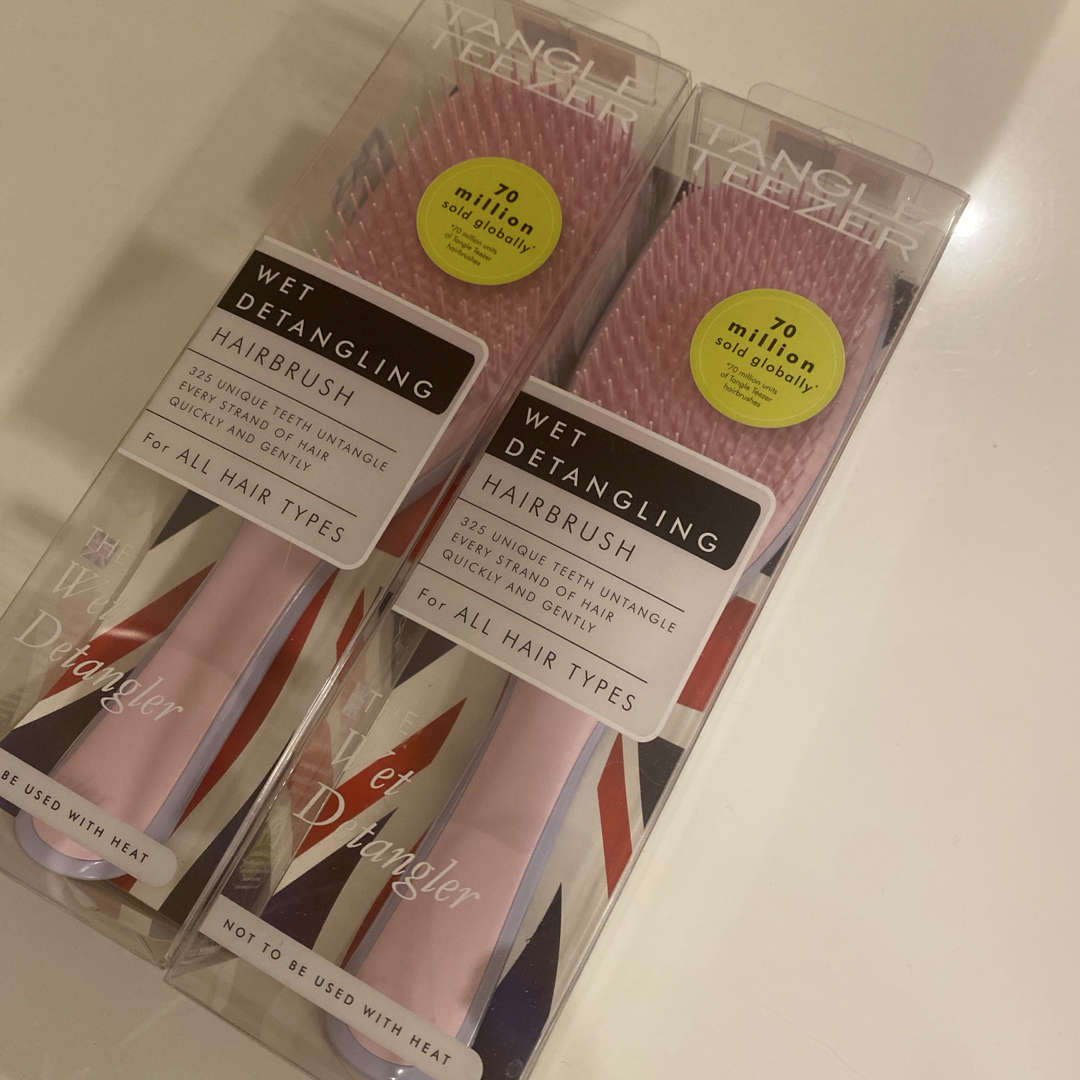 TANGLE
TEEZER
70
million
sold globally*
*70 million units
of Tangle Teezer
hairbrushes
WET
DETANGLING
HAIRBRUSH
325 UNIQUE TEETH UNTANGLE
EVERY STRAND OF HAIR
QUICKLY AND GENTLY
For ALL HAIR TYPES
THE
Wet
Detangler
BE USED WITH HEAT
TANGLE
TEEZER
70
million
sold globally*
*70 million units
of Tangle Teezer
hairbrushes
WET
DETANGLING
HAIRBRUSH
325 UNIQUE TEETH UNTANGLE
EVERY STRAND OF HAIR
QUICKLY AND GENTLY
For ALL HAIR TYPES
THE
Wet
Detangler
NOT TO BE USED WITH HEAT